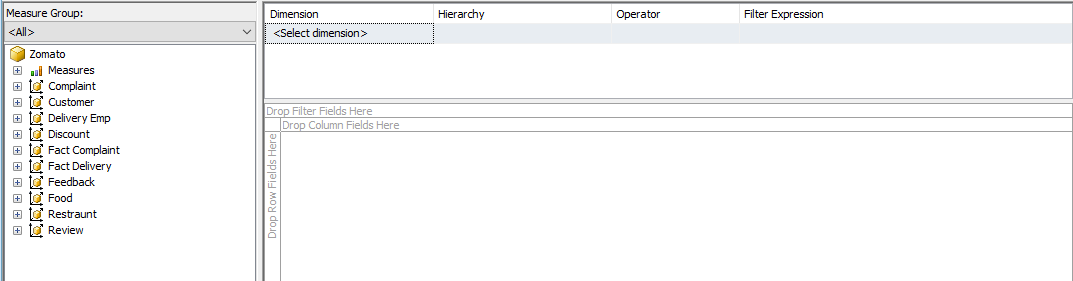 Measure Group:
<All>
Zomato
Measures
Complaint
Customer
Delivery Emp
Discount
Fact Complaint
Fact Delivery
Feedback
Food
Restraunt
Review
Dimension Hierarchy Operator Filter Expression
<Select dimension>
Drop Filter Fields Here
Drop Column Fields Here
Drop Row Fields Here